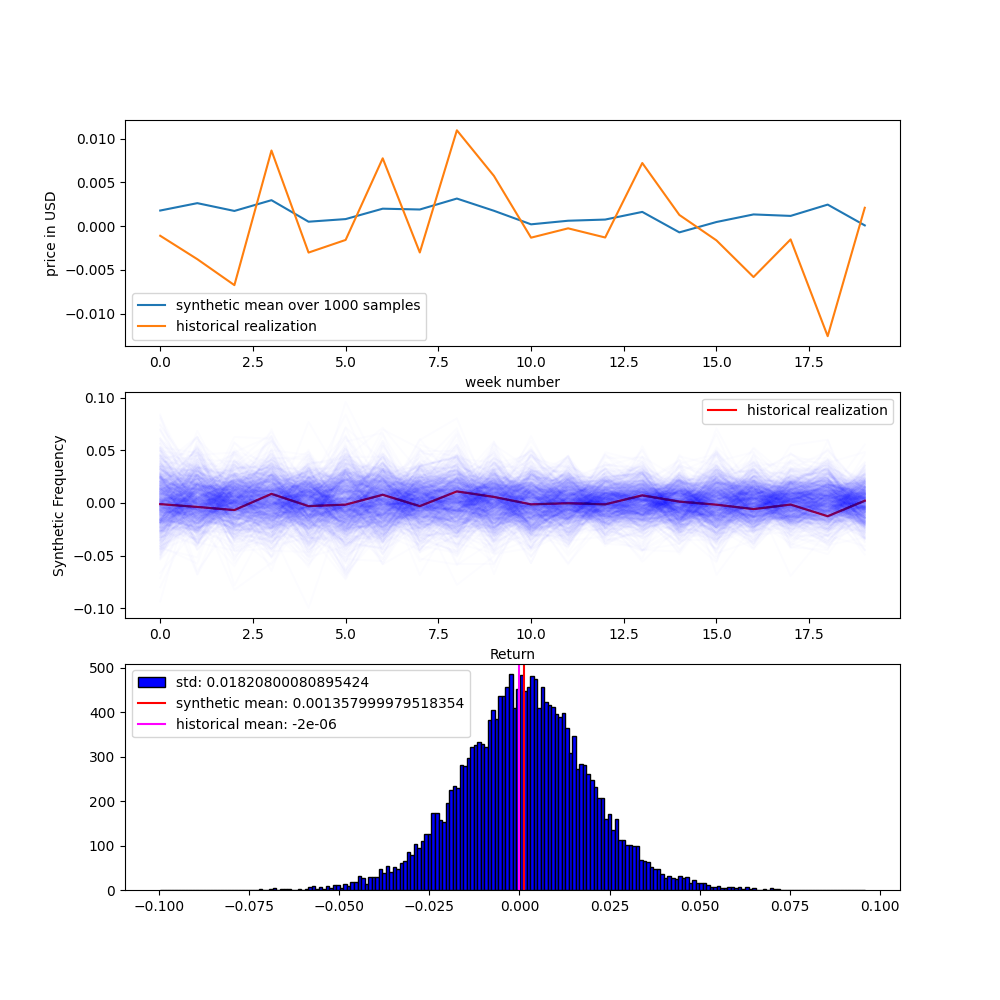 price in USD
0.010
0.005
0.000
−0.005
−0.010
synthetic mean over 1000 samples
historical realization
0.0 2.5 5.0 7.5 10.0 12.5 15.0 17.5
week number
Synthetic Frequency
0.10
0.05
0.00
−0.05
−0.10
historical realization
0.0 2.5 5.0 7.5 10.0 12.5 15.0 17.5
Return
500
400
300
200
100
0
std: 0.01820800080895424
synthetic mean: 0.001357999979518354
historical mean: -2e-06
−0.100 −0.075 −0.050 −0.025 0.000 0.025 0.050 0.075 0.100